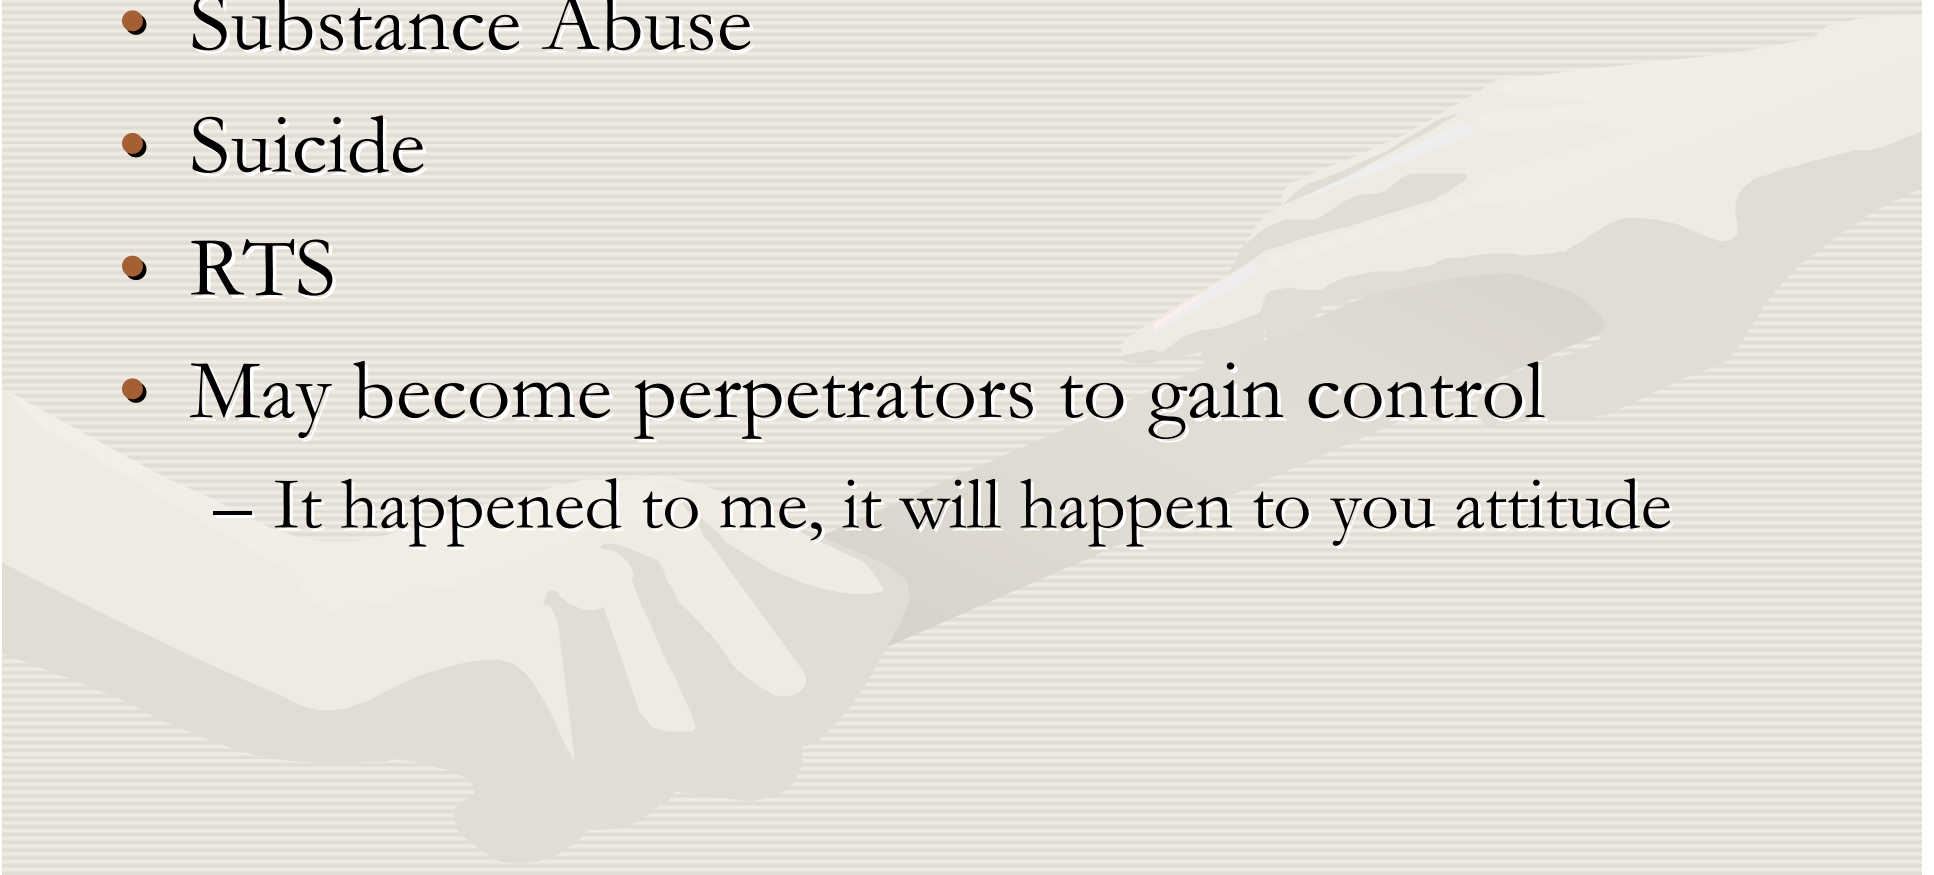 • Substance Abuse
• Suicide
• RTS
• May become perpetrators to gain control
– It happened to me, it will happen to you attitude